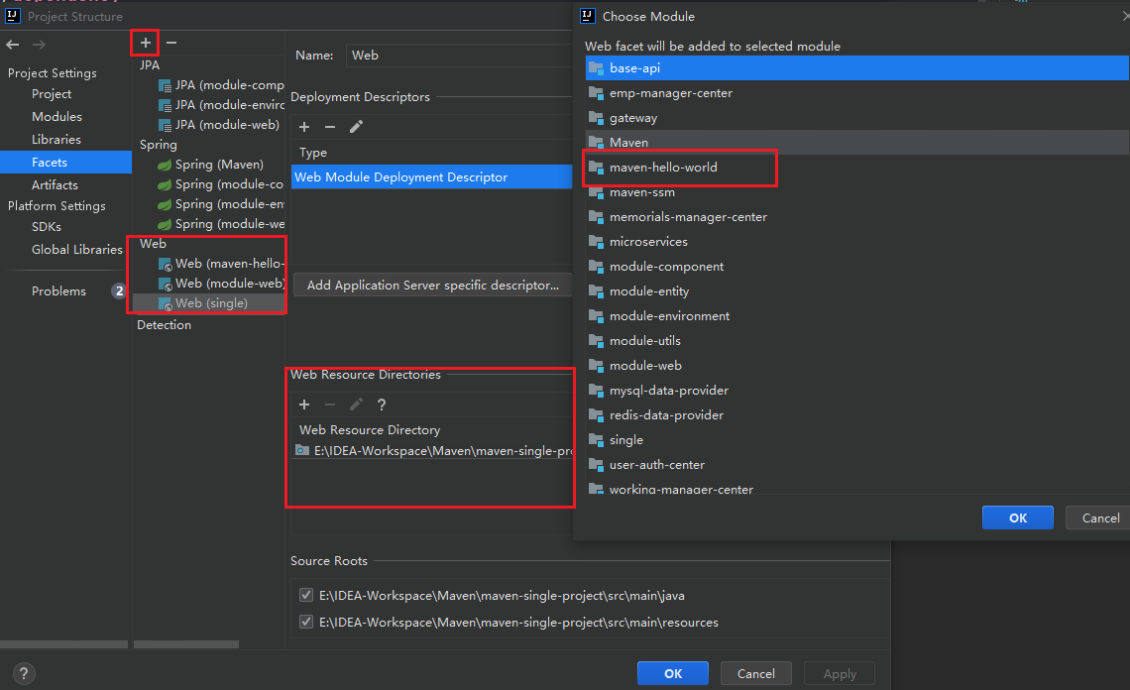 Project Structure
Project Settings
Project
Modules
Libraries
Facets
Artifacts
Platform Settings
SDKs
Global Libraries
Problems
2
JPA
JPA (module-comp
JPA (module-enviro
JPA (module-web)
Spring
Spring (Maven)
Spring (module-co
Spring (module-en
Spring (module-we
Web
Web (maven-hello-
Web (module-web)
Web (single)
Detection
Name: Web
Deployment Descriptors
Type
Web Module Deployment Descriptor
Add Application Server specific descriptor...
Web Resource Directories
?
Web Resource Directory
E:\IDEA-Workspace\Maven\maven-single-pro
Source Roots
E:\IDEA-Workspace\Maven\maven-single-project\src\main\java
E:\IDEA-Workspace\Maven\maven-single-project\src\main\resources
?
OK
Cancel
Apply
Choose Module
Web facet will be added to selected module
base-api
emp-manager-center
gateway
Maven
maven-hello-world
maven-ssm
memorials-manager-center
microservices
module-component
module-entity
module-environment
module-utils
module-web
mysql-data-provider
redis-data-provider
single
user-auth-center
working-manager-center
OK
Cancel